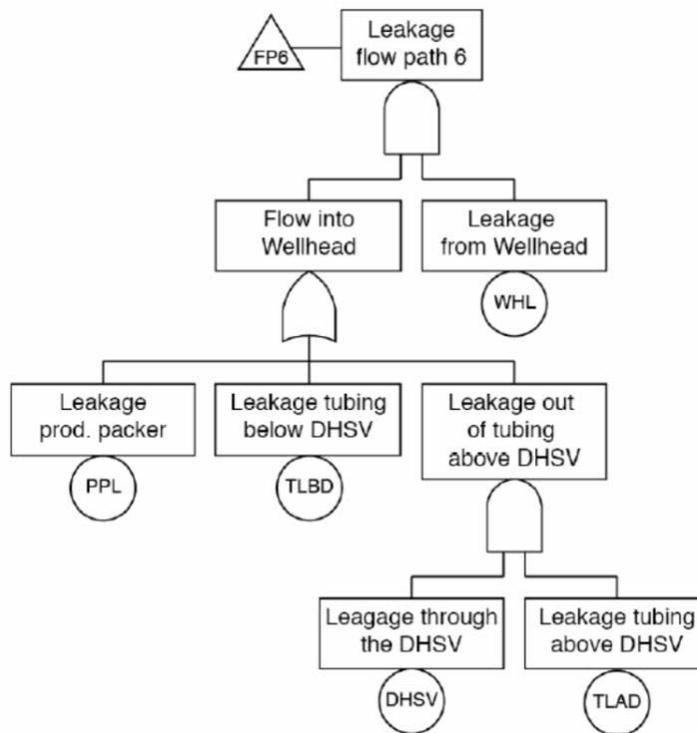 FP6
Leakage
flow path 6
Flow into
Wellhead
Leakage
from Wellhead
WHL
Leakage
prod. packer
Leakage tubing
below DHSV
Leakage out
of tubing
above DHSV
PPL
TLBD
Leagage through
the DHSV
Leakage tubing
above DHSV
DHSV
TLAD